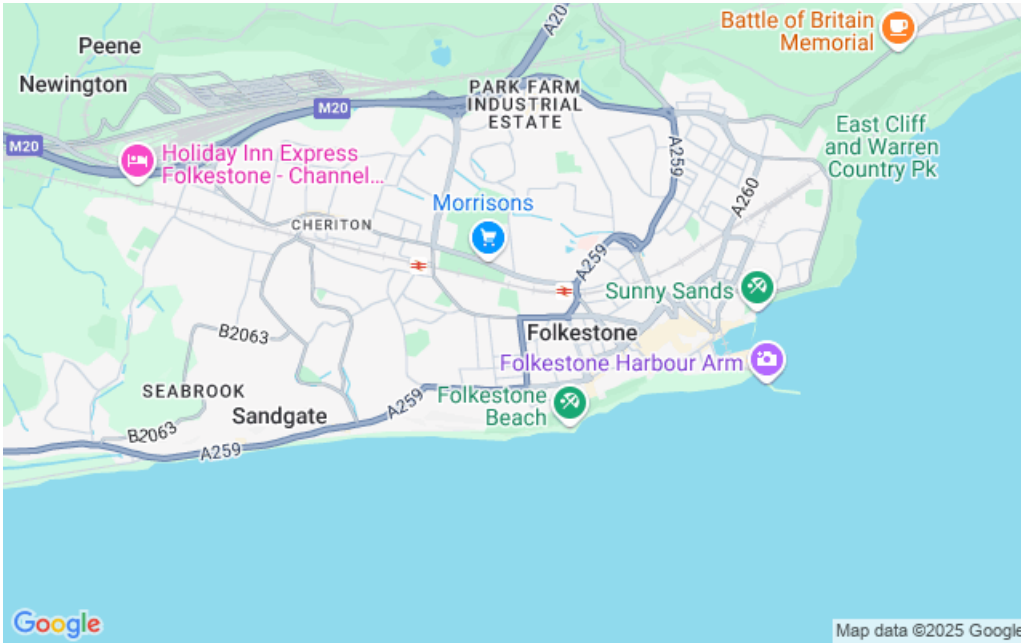 A20
Battle of Britain
Memorial
Peene
Newington
PARK FARM
INDUSTRIAL
ESTATE
M20
M20
East Cliff
and Warren
Country Pk
A259
Holiday Inn Express
Folkestone - Channel...
A260
Morrisons
CHERITON
A259
Sunny Sands
B2063
Folkestone
Folkestone Harbour Arm
SEABROOK
Folkestone
Beach
A259
Sandgate
B2063
A259
Google
Map data ©2025 Google